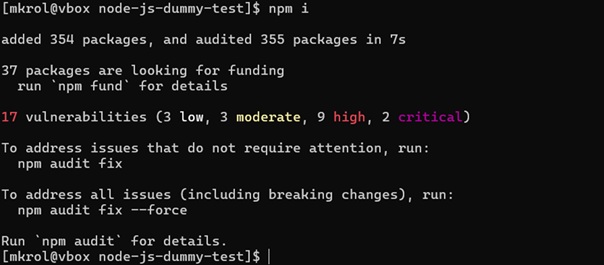 [mkrol@vbox node-js-dummy-test]$ npm i
added 354 packages, and audited 355 packages in 7s
37 packages are looking for funding
  run `npm fund` for details
17 vulnerabilities (3 low, 3 moderate, 9 high, 2 critical)
To address issues that do not require attention, run:
  npm audit fix
To address all issues (including breaking changes), run:
  npm audit fix --force
Run `npm audit` for details.
[mkrol@vbox node-js-dummy-test]$